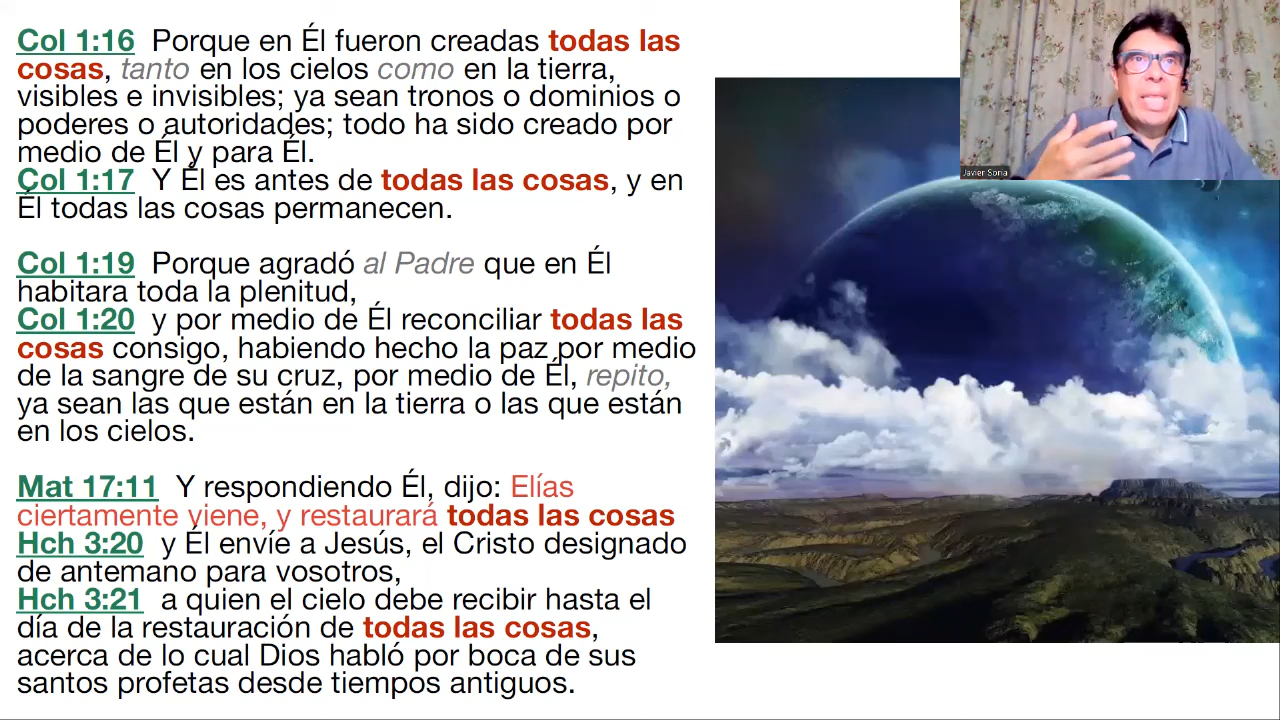 Col 1:16 Porque en Él fueron creadas todas las
cosas, tanto en los cielos como en la tierra,
visibles e invisibles; ya sean tronos o dominios o
poderes o autoridades; todo ha sido creado por
medio de Él y para Él.
Col 1:17 Y Él es antes de todas las cosas, y en
Él todas las cosas permanecen.
Col 1:19 Porque agradó al Padre que en Él
habitara toda la plenitud,
Col 1:20 y por medio de Él reconciliar todas las
cosas consigo, habiendo hecho la paz por medio
de la sangre de su cruz, por medio de Él, repito,
ya sean las que están en la tierra o las que están
en los cielos.
Mat 17:11 Y respondiendo Él, dijo: Elías
ciertamente viene, y restaurará todas las cosas
Hch 3:20 y Él envíe a Jesús, el Cristo designado
de antemano para vosotros,
Hch 3:21 a quien el cielo debe recibir hasta el
día de la restauración de todas las cosas,
acerca de lo cual Dios habló por boca de sus
santos profetas desde tiempos antiguos.
Javier Soria